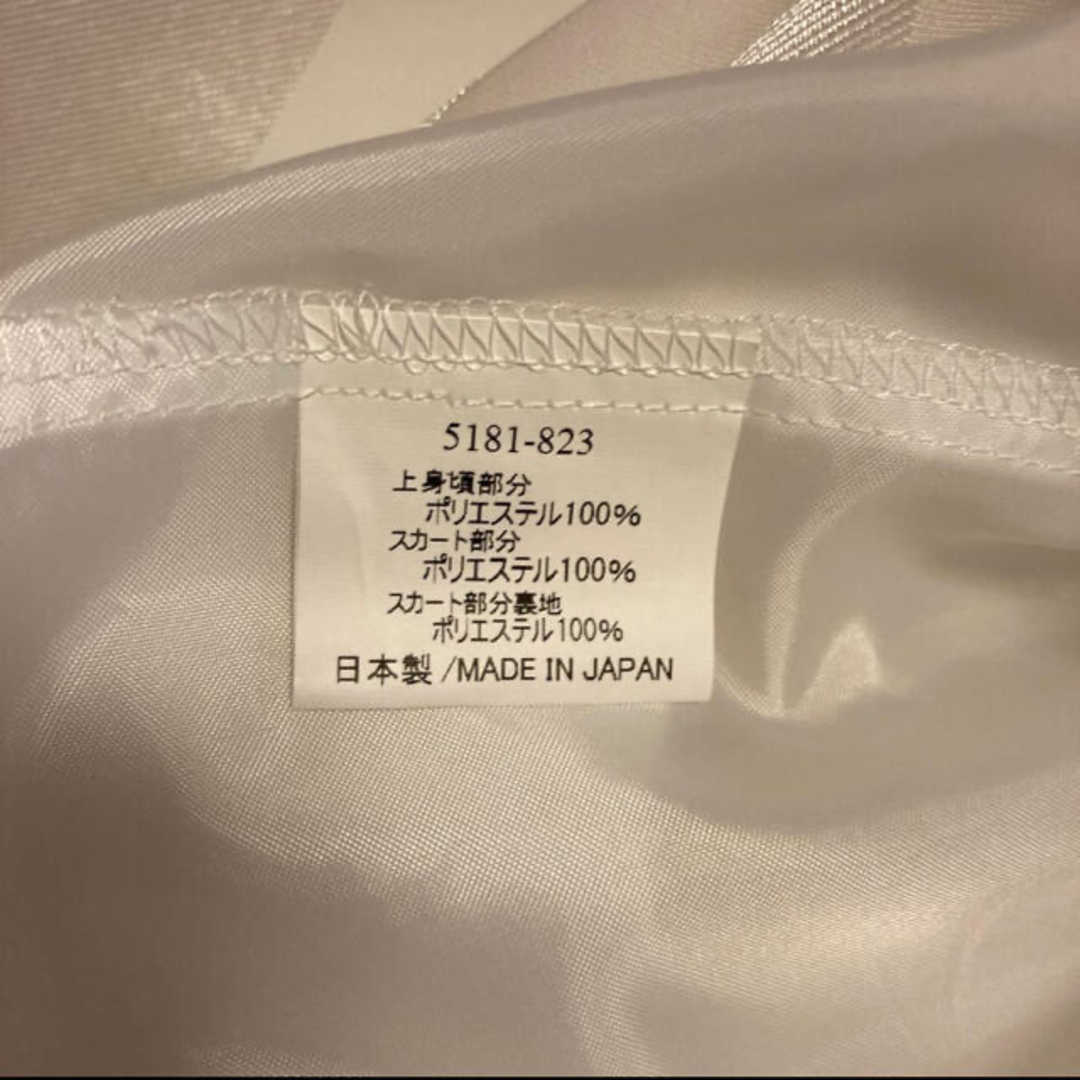 5181-823
上身頃部分
ポリエステル100%
スカート部分
ポリエステル100%
スカート部分裏地
ポリエステル100%
日本製/MADE IN JAPAN